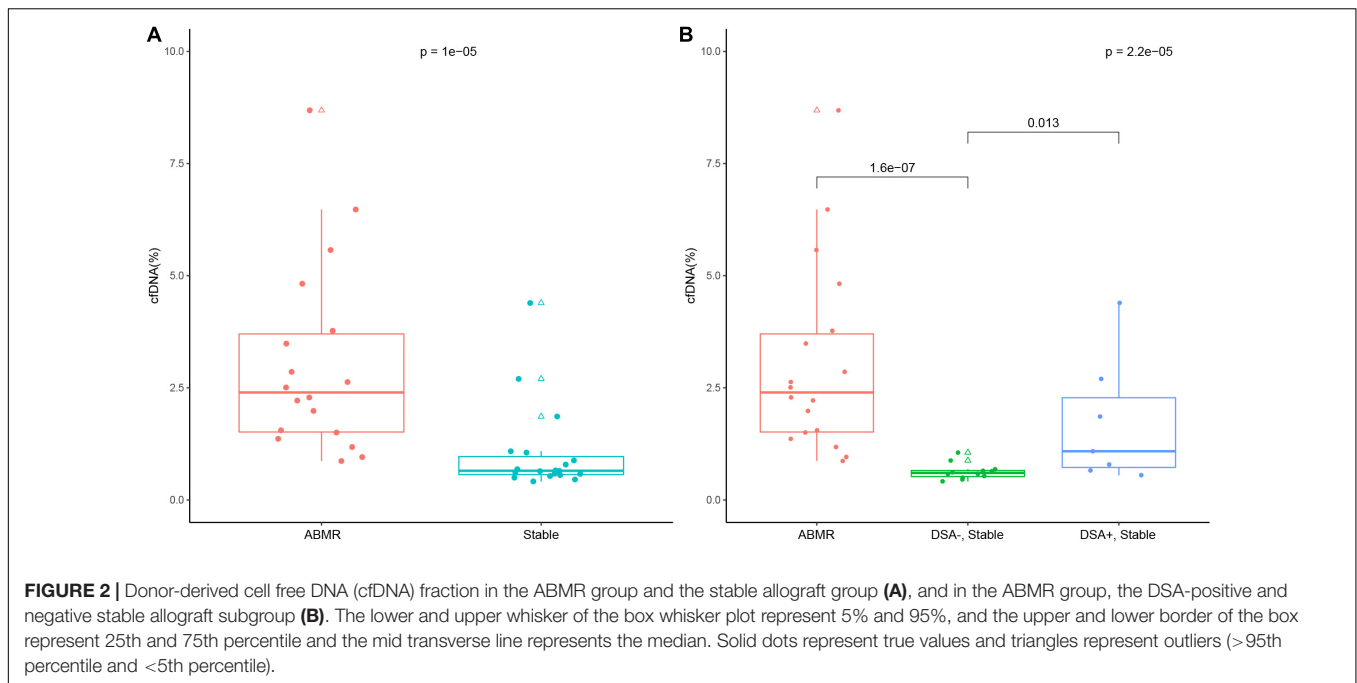 A
B
p = 1e−05
p = 2.2e−05
10.0
7.5
5.0
2.5
0.0
cfDNA(%)
ABMR
Stable
10.0
7.5
5.0
2.5
0.0
cfDNA(%)
0.013
1.6e−07
ABMR
DSA-, Stable
DSA+, Stable
FIGURE 2 | Donor-derived cell free DNA (cfDNA) fraction in the ABMR group and the stable allograft group (A), and in the ABMR group, the DSA-positive and
negative stable allograft subgroup (B). The lower and upper whisker of the box whisker plot represent 5% and 95%, and the upper and lower border of the box
represent 25th and 75th percentile and the mid transverse line represents the median. Solid dots represent true values and triangles represent outliers (>95th
percentile and <5th percentile).